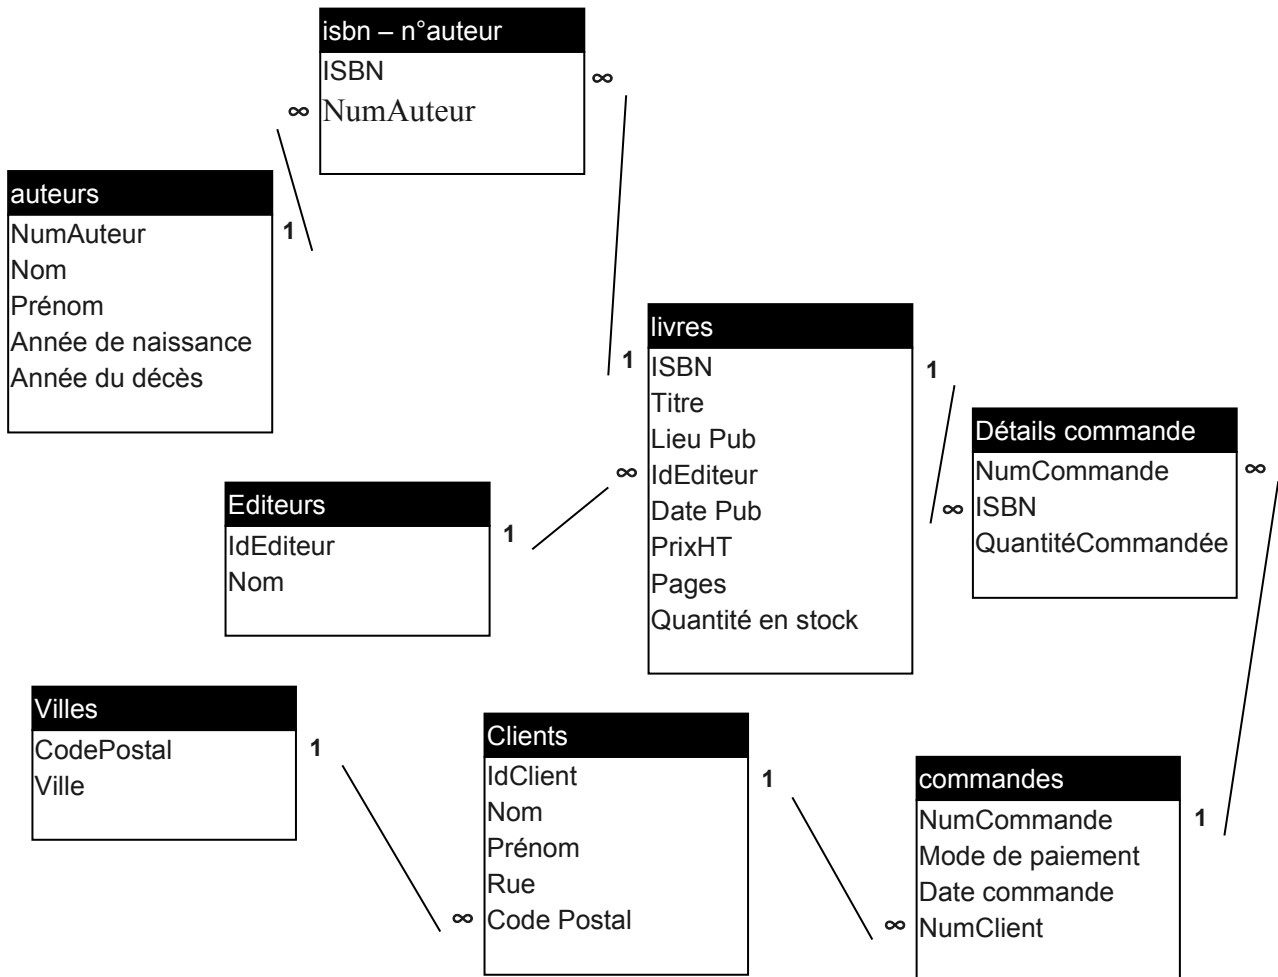 isbn – n°auteur
ISBN
NumAuteur
∞
∞
auteurs
NumAuteur
Nom
Prénom
Année de naissance
Année du décès
1
livres
ISBN
Titre
Lieu Pub
IdEditeur
Date Pub
PrixHT
Pages
Quantité en stock
1
∞
1
Détails commande
NumCommande
ISBN
QuantitéCommandée
∞
∞
Editeurs
IdEditeur
Nom
1
Villes
CodePostal
Ville
1
Clients
IdClient
Nom
Prénom
Rue
Code Postal
∞
1
commandes
NumCommande
Mode de paiement
Date commande
NumClient
1
∞